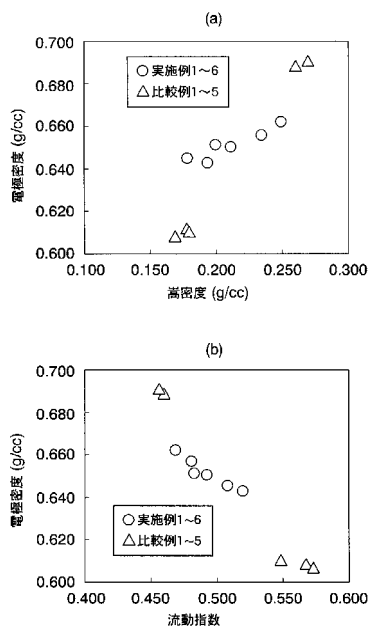 (a)
0.700
0.680
0.660
0.640
0.620
0.600
電極密度 (g/cc)
○ 実施例1～6
△ 比較例1～5
0.100
0.150
0.200
0.250
0.300
嵩密度 (g/cc)
(b)
0.700
0.680
0.660
0.640
0.620
0.600
電極密度 (g/cc)
○ 実施例1～6
△ 比較例1～5
0.400
0.450
0.500
0.550
0.600
流動指数